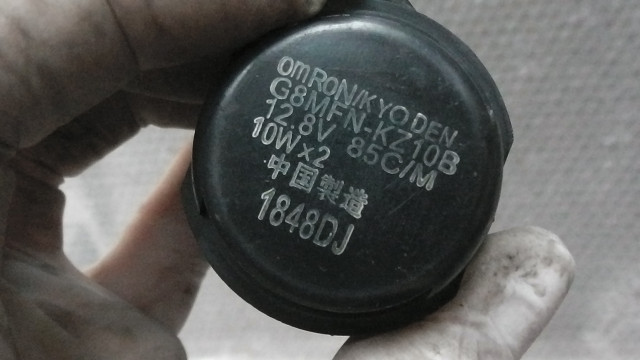 OMRON/KYODEN
G8MFN-KZ10B
12.8V 85C/M
10W×2
中国製造
1848DJ